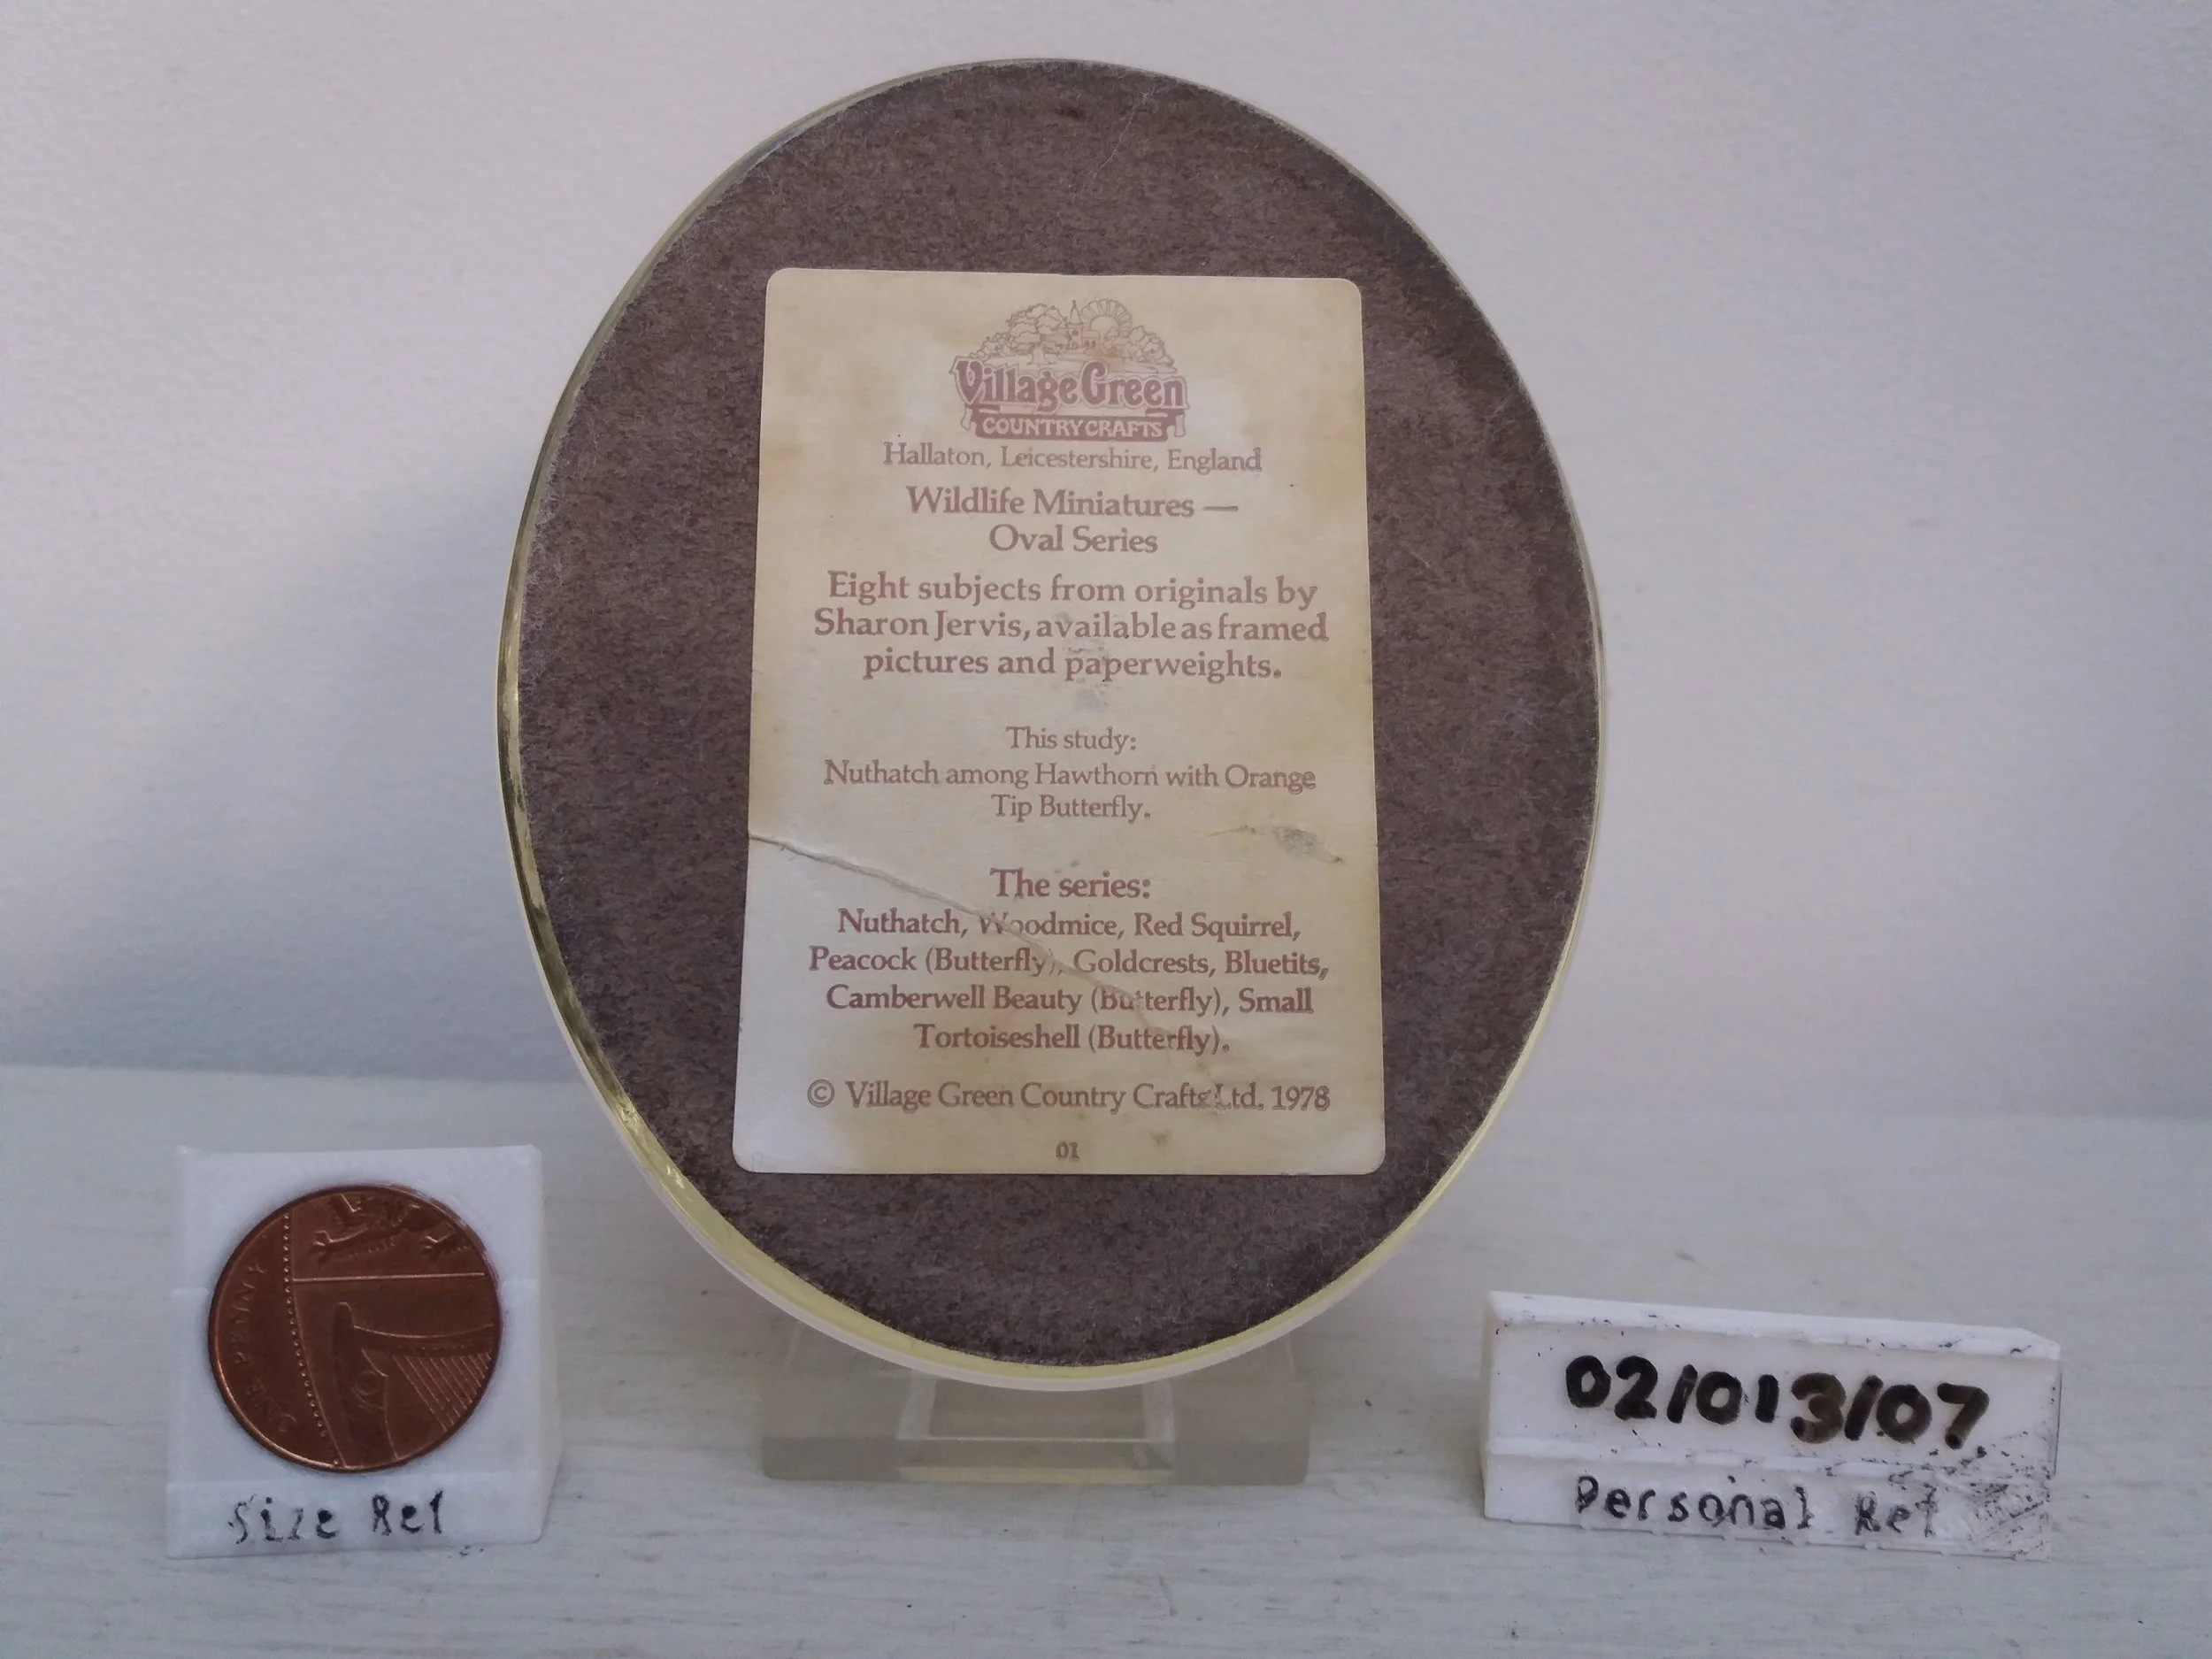 Village Green
COUNTRY CRAFTS
Hallaton, Leicestershire, England
Wildlife Miniatures —
Oval Series
Eight subjects from originals by
Sharon Jervis, available as framed
pictures and paperweights.
This study:
Nuthatch among Hawthorn with Orange
Tip Butterfly.
The series:
Nuthatch, Woodmice, Red Squirrel,
Peacock (Butterfly), Goldcrests, Bluetits,
Camberwell Beauty (Butterfly), Small
Tortoiseshell (Butterfly).
© Village Green Country Crafts Ltd. 1978
01
ONE PENNY
Size Ref
02/013/07
Personal Ref